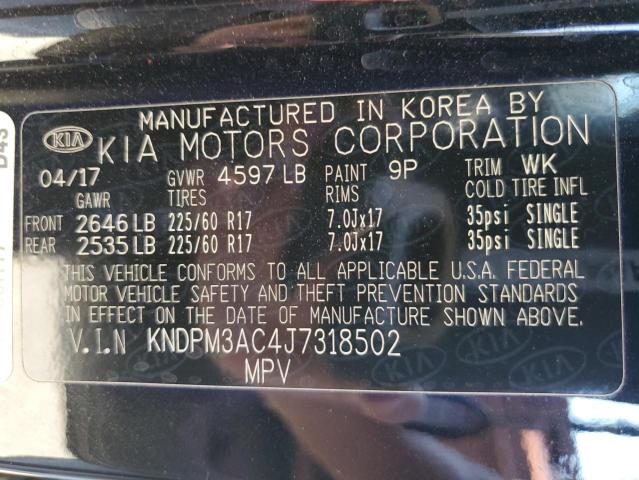 MANUFACTURED IN KOREA BY
KIA KIA MOTORS CORPORATION
04/17 GVWR 4597 LB PAINT 9P TRIM WK
GAWR TIRES RIMS COLD TIRE INFL
FRONT 2646 LB 225/60 R17 7.0Jx17 35psi SINGLE
REAR 2535 LB 225/60 R17 7.0Jx17 35psi SINGLE
THIS VEHICLE CONFORMS TO ALL APPLICABLE U.S.A. FEDERAL
MOTOR VEHICLE SAFETY AND THEFT PREVENTION STANDARDS
IN EFFECT ON THE DATE OF MANUFACTURE SHOWN ABOVE.
V.I.N KNDPM3AC4J7318502
MPV